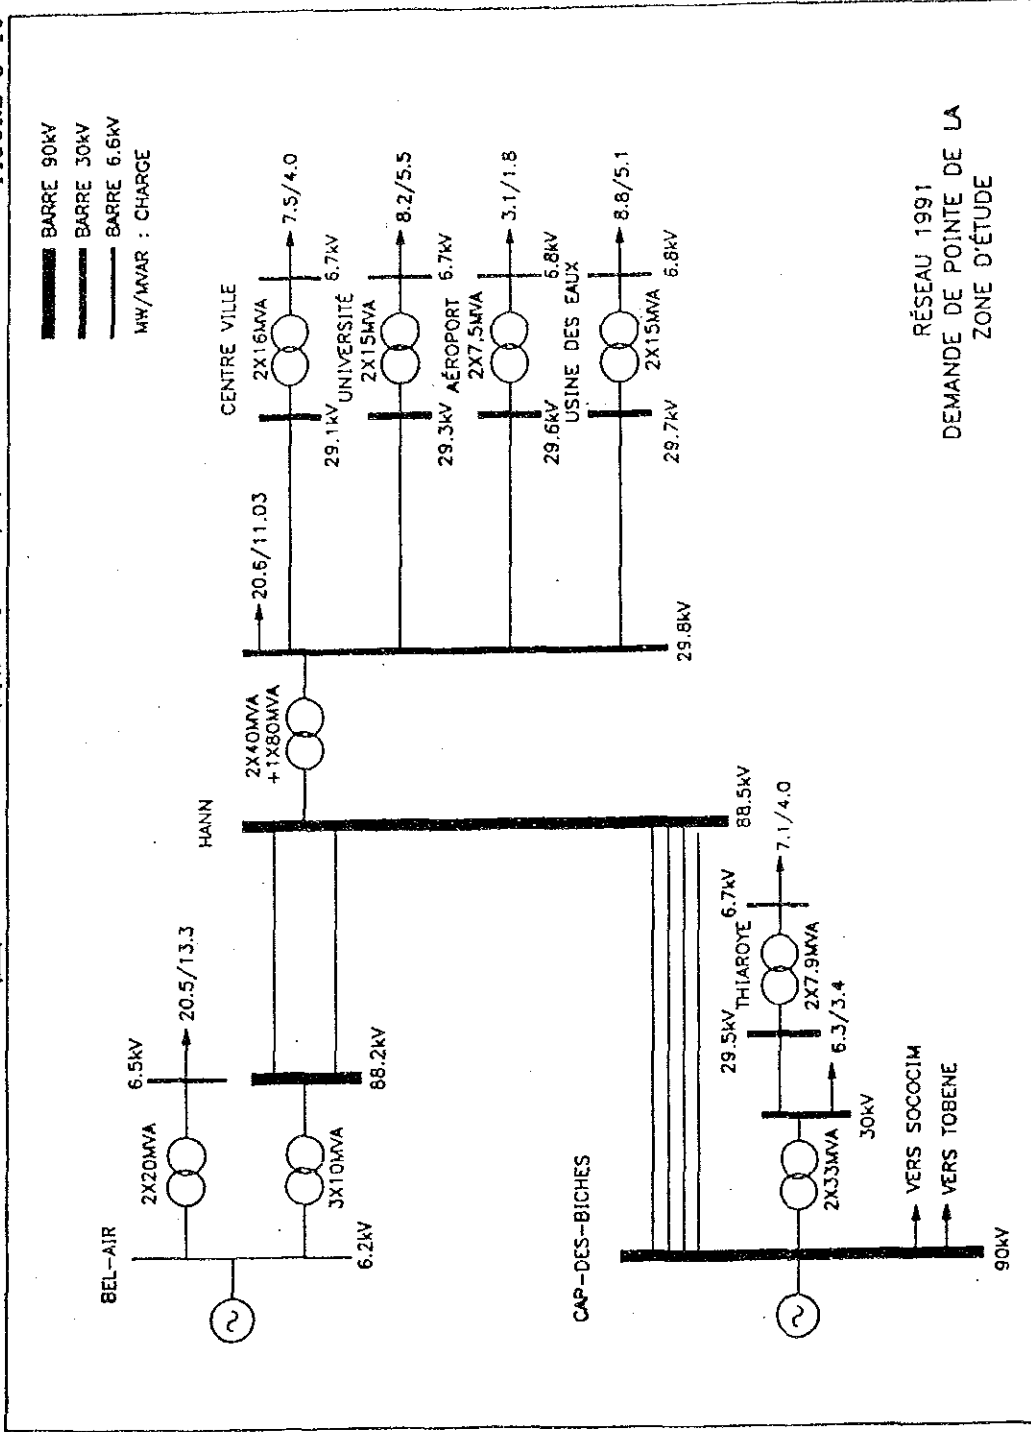 BARRE 90kV
BARRE 30kV
BARRE 6.6kV
MW/MVAR : CHARGE
BEL-AIR
2X20MVA
6.5kV
20.5/13.3
3X10MVA
6.2kV
88.2kV
HANN
2X40MVA
+1X80MVA
88.5kV
20.6/11.03
29.8kV
CENTRE VILLE
2X16MVA
7.5/4.0
29.1kV
6.7kV
UNIVERSITÉ
2X15MVA
8.2/5.5
29.3kV
6.7kV
AÉROPORT
2X7.5MVA
3.1/1.8
29.6kV
6.8kV
USINE DES EAUX
2X15MVA
8.8/5.1
29.7kV
6.8kV
CAP-DES-BICHES
90kV
2X33MVA
30kV
6.3/3.4
29.5kV
THIAROYE
2X7.9MVA
6.7kV
7.1/4.0
VERS SOCOCIM
VERS TOBENE
RÉSEAU 1991
DEMANDE DE POINTE DE LA
ZONE D'ÉTUDE